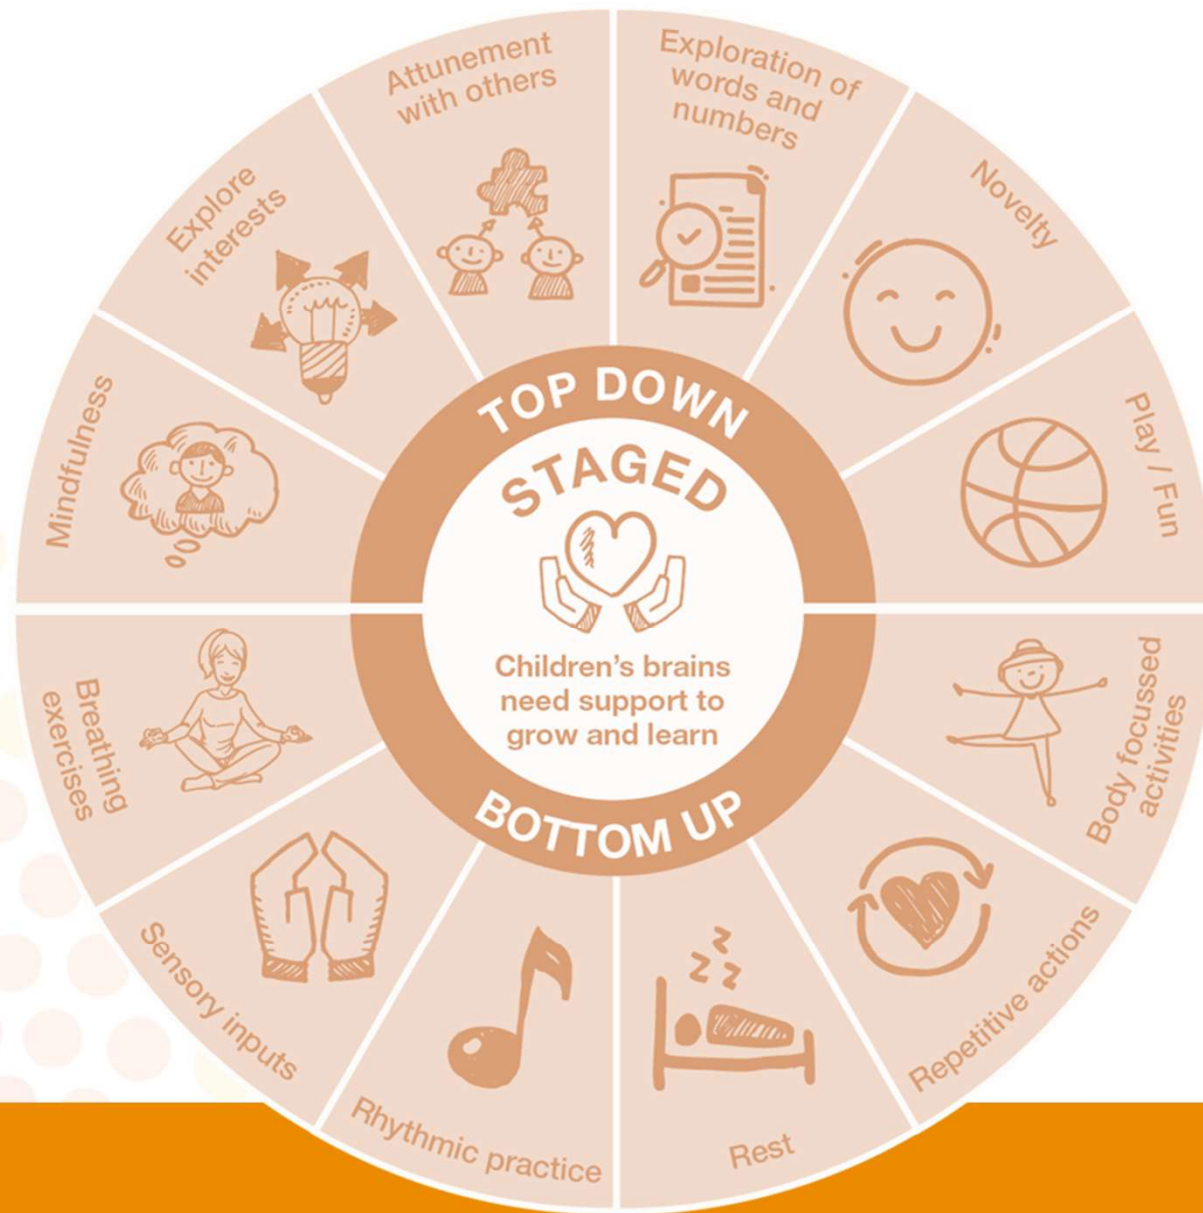 Attunement
with others
Exploration of
words and
numbers
Novelty
Play / Fun
Explore
interests
Mindfulness
TOP DOWN
STAGED
Children's brains
need support to
grow and learn
BOTTOM UP
Body focussed
activities
Repetitive actions
Rest
zzz
Rhythmic practice
Sensory inputs
Breathing
exercises